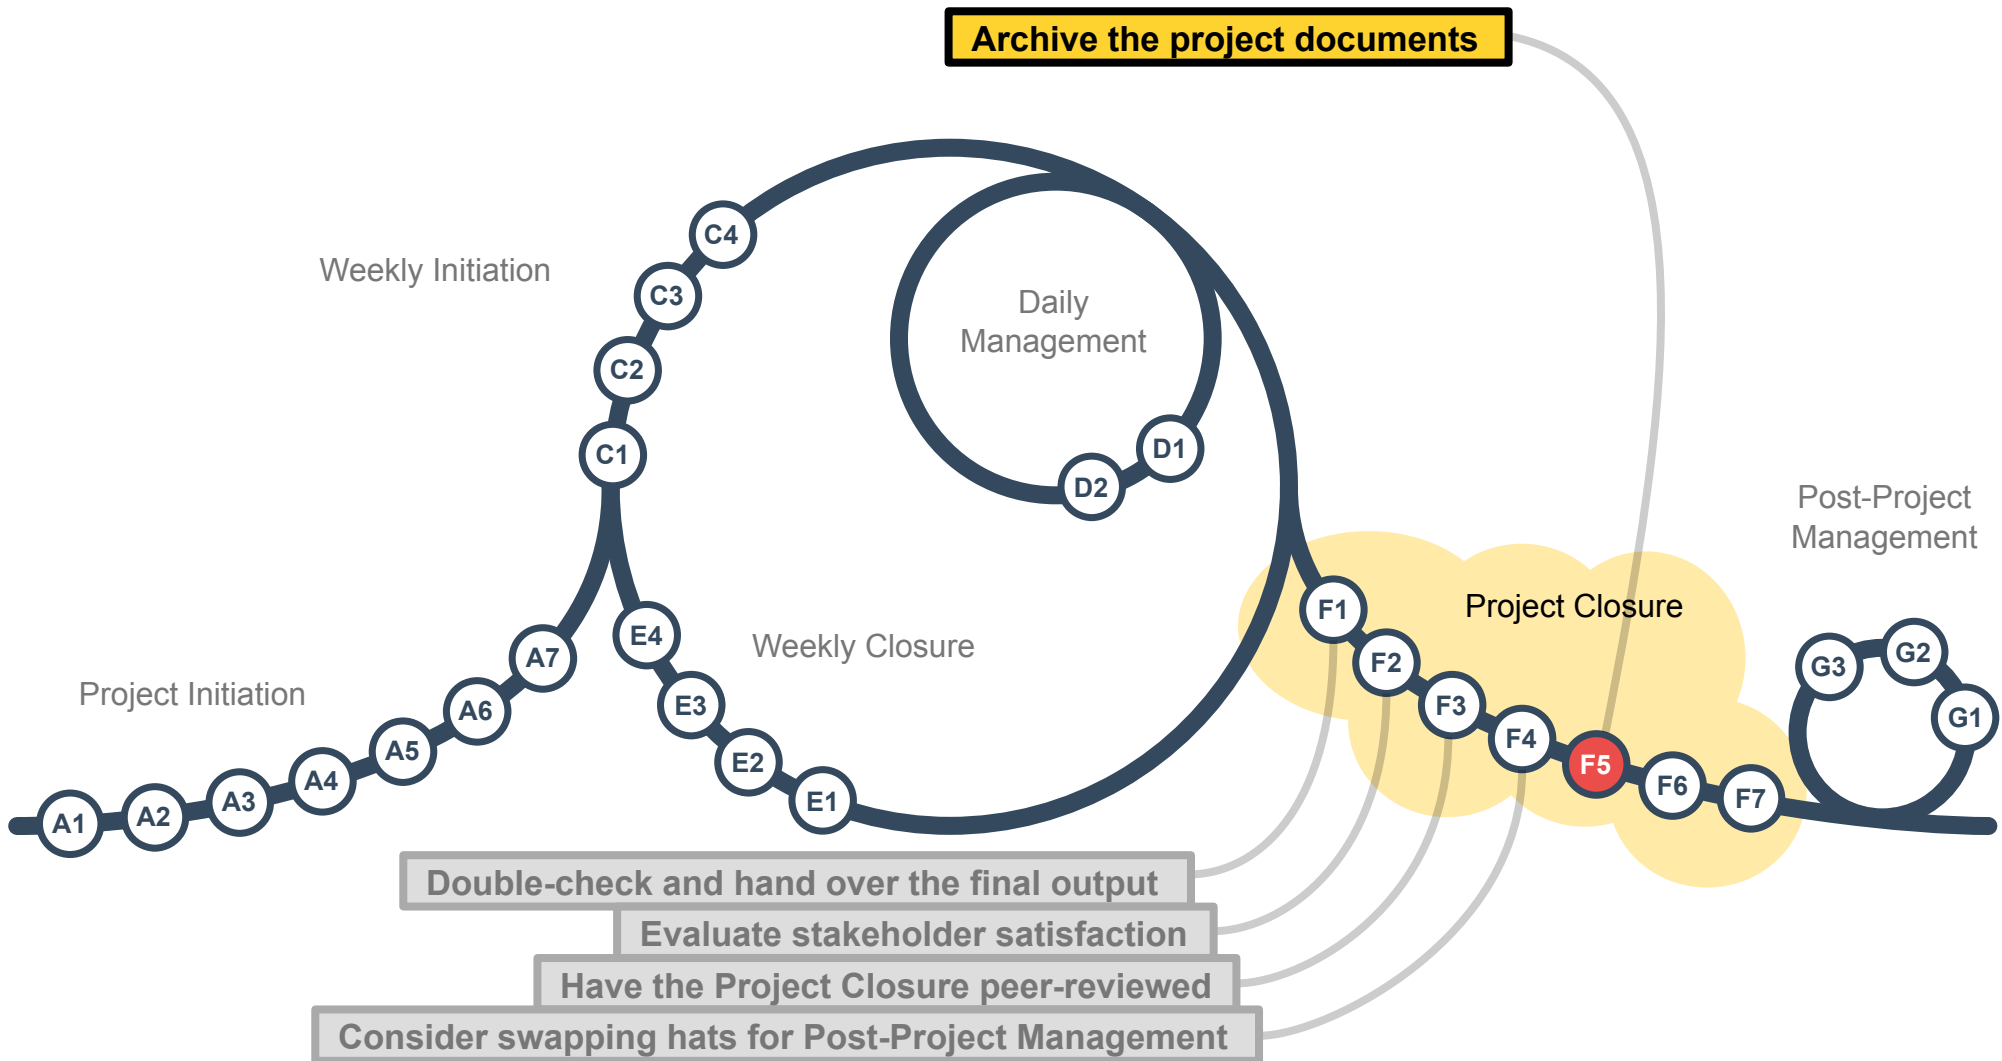 Archive the project documents
Weekly Initiation
C4
C3
C2
C1
Daily
Management
D1
D2
Post-Project
Management
Project Closure
Project Initiation
Weekly Closure
A1
A2
A3
A4
A5
A6
A7
E4
E3
E2
E1
F1
F2
F3
F4
F5
F6
F7
G3
G2
G1
Double-check and hand over the final output
Evaluate stakeholder satisfaction
Have the Project Closure peer-reviewed
Consider swapping hats for Post-Project Management